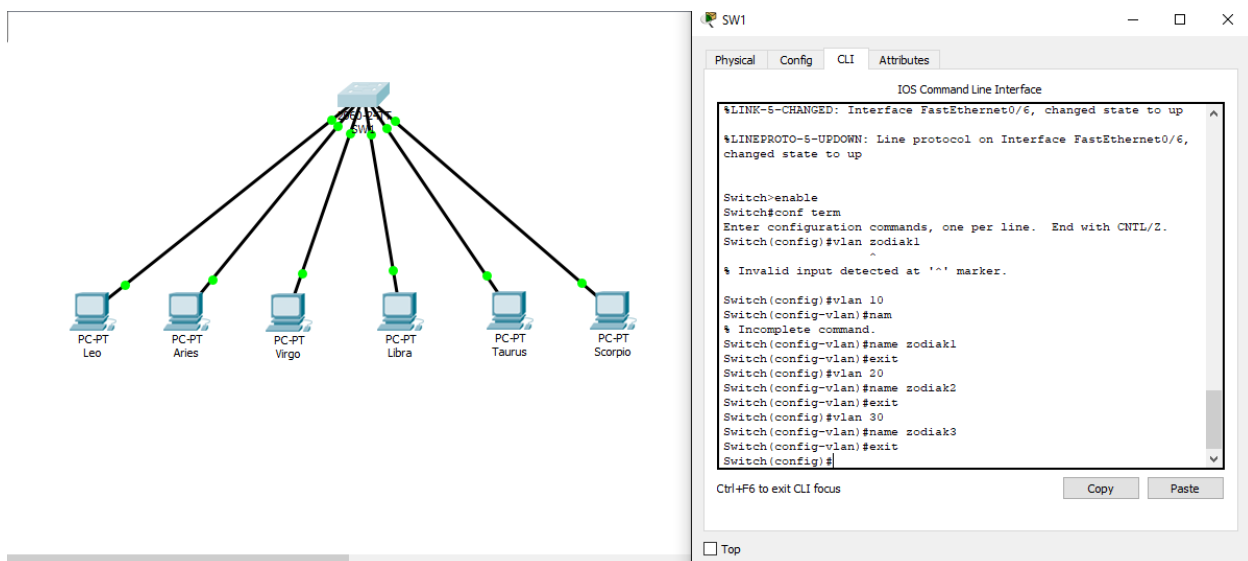 SW1
PC-PT
Leo
PC-PT
Aries
PC-PT
Virgo
PC-PT
Libra
PC-PT
Taurus
PC-PT
Scorpio
SW1
Physical Config CLI Attributes
IOS Command Line Interface
%LINK-5-CHANGED: Interface FastEthernet0/6, changed state to up
%LINEPROTO-5-UPDOWN: Line protocol on Interface FastEthernet0/6,
changed state to up
Switch>enable
Switch#conf term
Enter configuration commands, one per line. End with CNTL/Z.
Switch(config)#vlan zodiak1
^
% Invalid input detected at '^' marker.
Switch(config)#vlan 10
Switch(config)#nam
% Incomplete command.
Switch(config-vlan)#name zodiak1
Switch(config-vlan)#exit
Switch(config)#vlan 20
Switch(config-vlan)#name zodiak2
Switch(config-vlan)#exit
Switch(config)#vlan 30
Switch(config-vlan)#name zodiak3
Switch(config-vlan)#exit
Switch(config)#
Ctrl+F6 to exit CLI focus
Copy Paste
Top